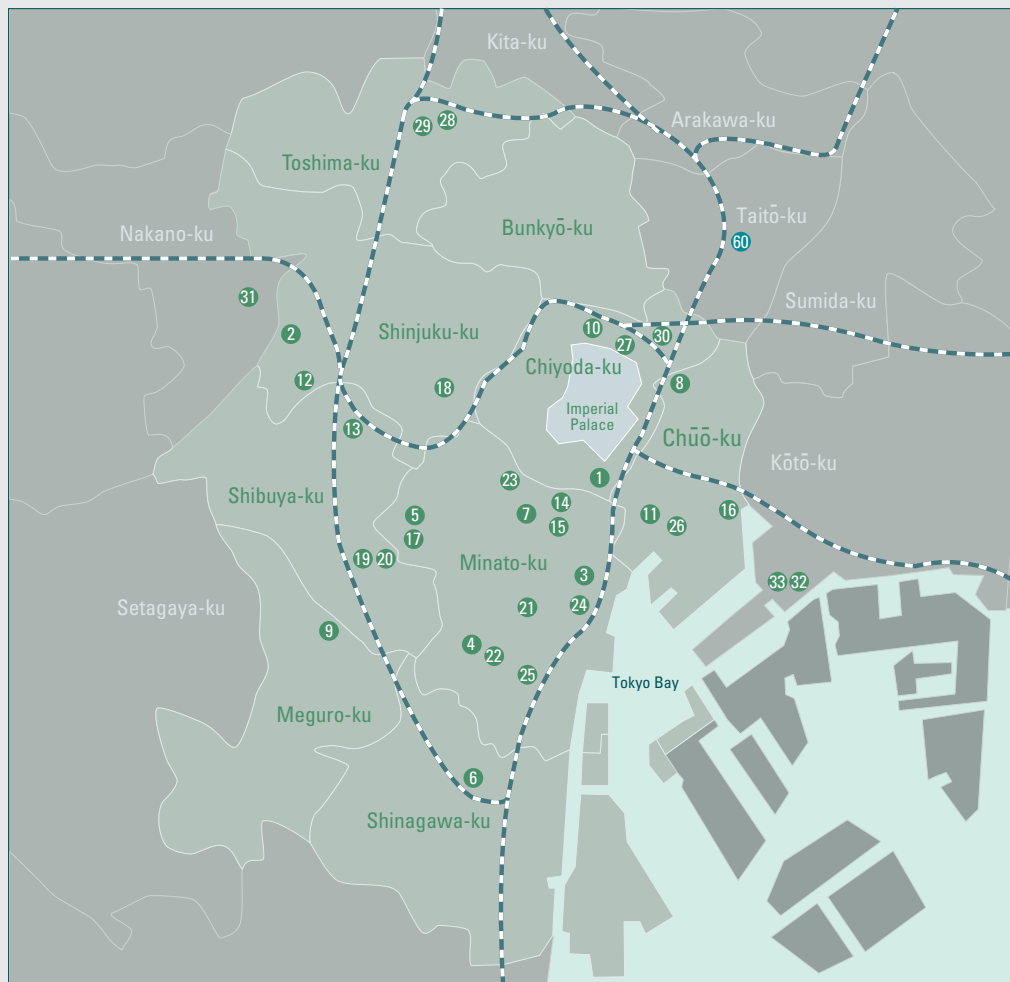 Kita-ku
Arakawa-ku
29
28
Toshima-ku
Taitō-ku
Bunkyō-ku
Nakano-ku
60
31
Sumida-ku
2
Shinjuku-ku
10
30
27
Chiyoda-ku
12
18
8
Imperial
Palace
13
Chūō-ku
Kōtō-ku
23
1
Shibuya-ku
14
5
7
11
16
15
26
17
19
20
Minato-ku
3
33
32
Setagaya-ku
21
24
9
4
22
25
Tokyo Bay
Meguro-ku
6
Shinagawa-ku